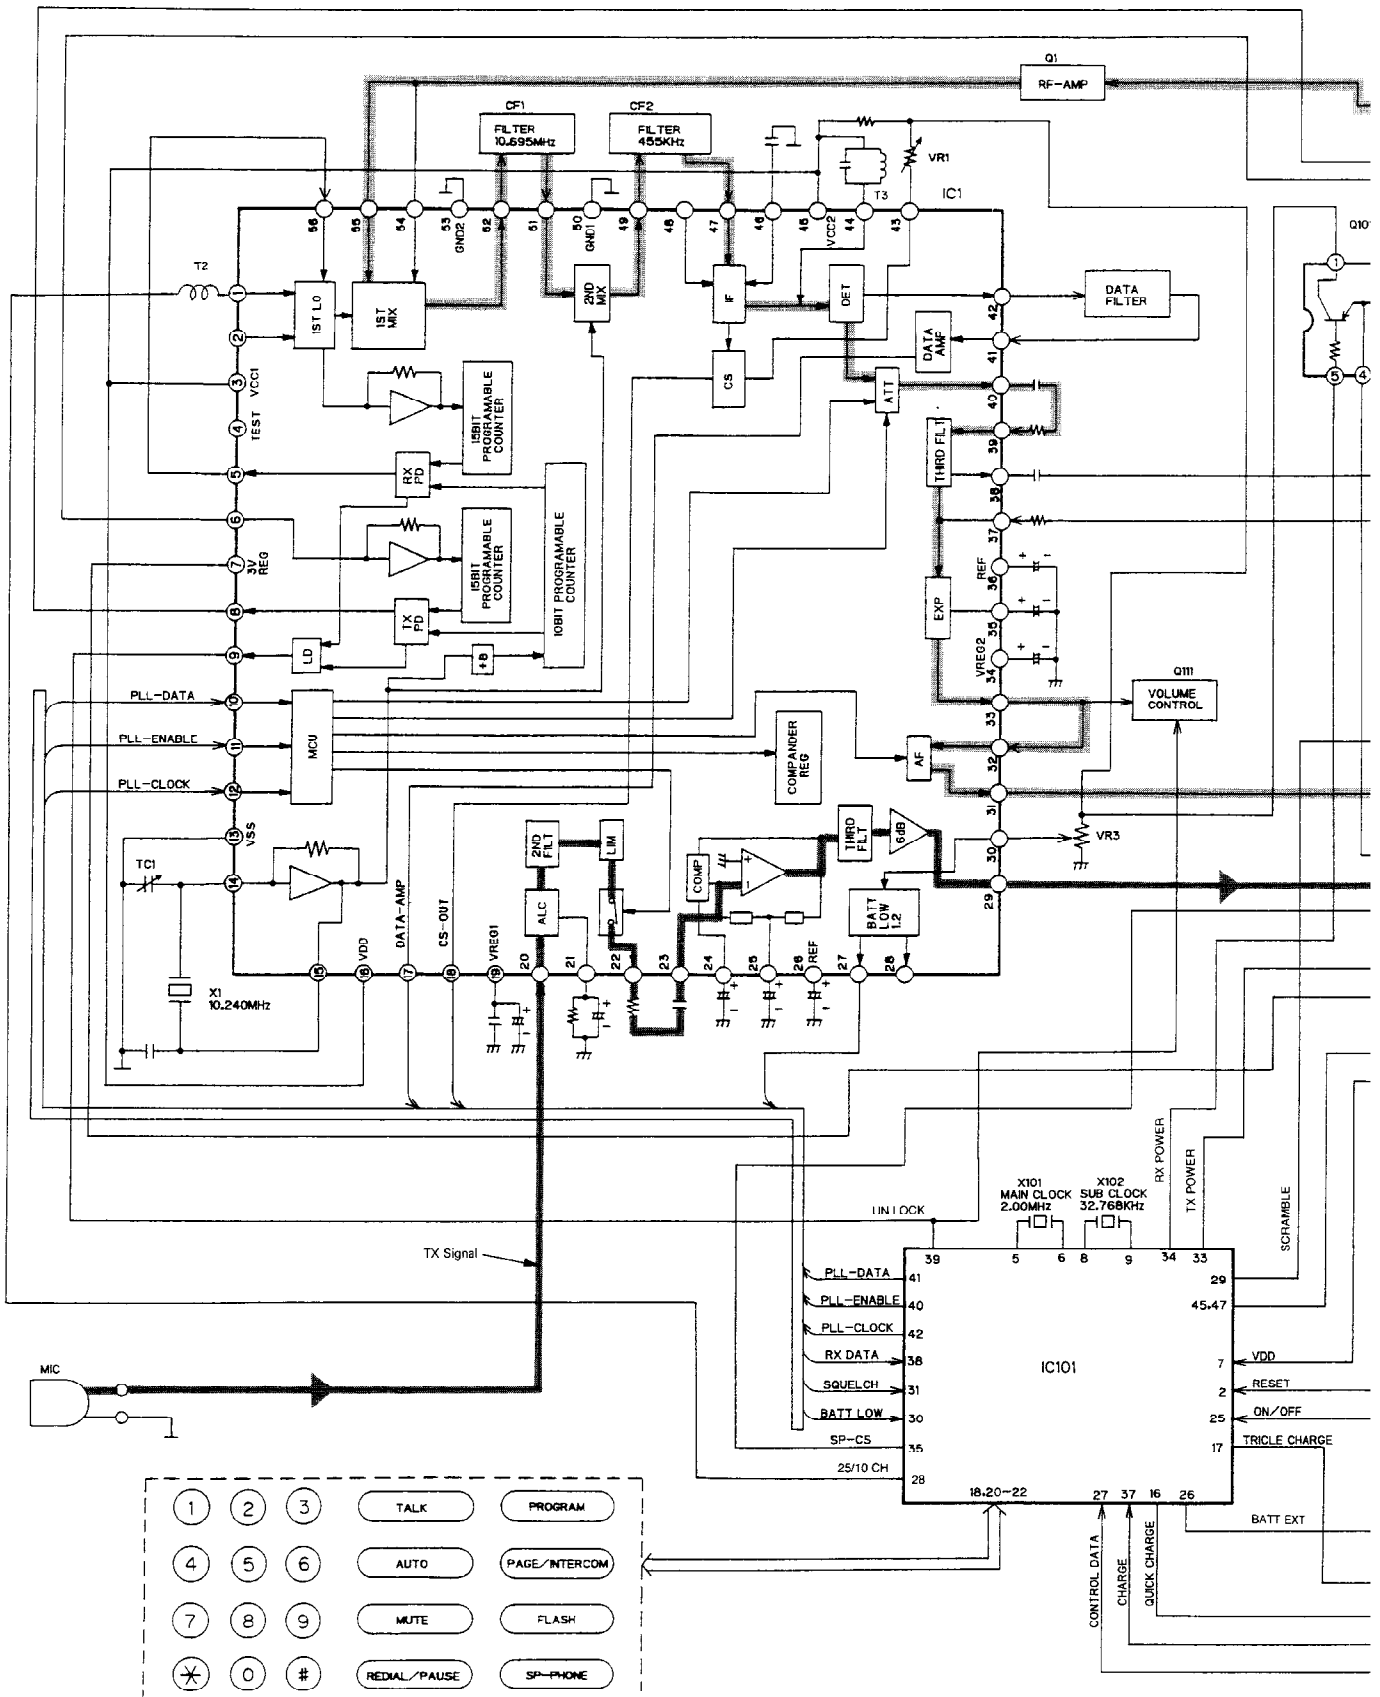 Q1
RF-AMP
CF1
FILTER
10.695MHz
CF2
FILTER
455KHz
VR1
T3
IC1
Q10
1
5
4
56
55
54
53
GND2
52
51
50
GND1
49
48
47
46
45
VCC2
44
43
T2
1
2
3
VCC1
4
TEST
5
6
7
3V
REG
8
9
10
11
12
13
VSS
14
1ST LO
1ST
MIX
2ND
MIX
IF
CS
DET
DATA
AMP
ATT
42
DATA
FILTER
41
40
39
THIRD FILT
38
37
REF
36
35
VREG2
34
33
32
31
30
29
15BIT
PROGRAMABLE
COUNTER
RX
PD
15BIT
PROGRAMABLE
COUNTER
10BIT PROGRAMABLE
COUNTER
TX
PD
LD
÷8
EXP
Q111
VOLUME
CONTROL
PLL-DATA
PLL-ENABLE
PLL-CLOCK
MCU
COMPANDER
REG
AF
VR3
2ND
FILT
LIM
ALC
COMP
THIRD
FILT
6dB
BATT
LOW
1.2
TC1
X1
10.240MHz
15
16
VDD
17
DATA-AMP
18
CS-OUT
19
VREG1
20
21
22
23
24
25
26
REF
27
28
RX POWER
TX POWER
SCRAMBLE
X101
MAIN CLOCK
2.00MHz
X102
SUB CLOCK
32.768KHz
UNLOCK
TX Signal
39
5
6
8
9
34
33
PLL-DATA
41
PLL-ENABLE
40
PLL-CLOCK
42
RX DATA
38
SQUELCH
31
BATT LOW
30
SP-CS
35
25/10 CH
28
IC101
29
45.47
7
VDD
2
RESET
25
ON/OFF
17
TRICLE CHARGE
18.20~22
27
37
16
26
CONTROL DATA
CHARGE
QUICK CHARGE
BATT EXT
MIC
1 2 3 TALK PROGRAM
4 5 6 AUTO PAGE/INTERCOM
7 8 9 MUTE FLASH
* 0 # REDIAL/PAUSE SP-PHONE